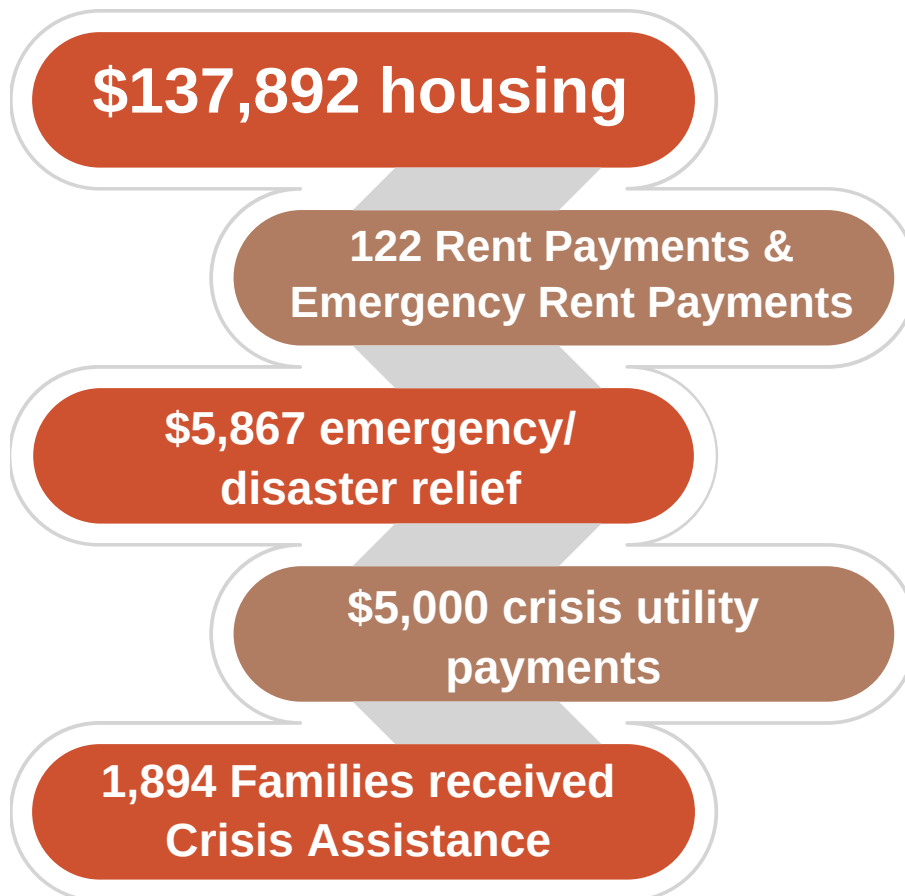 $137,892 housing
122 Rent Payments &
Emergency Rent Payments
$5,867 emergency/
disaster relief
$5,000 crisis utility
payments
1,894 Families received
Crisis Assistance